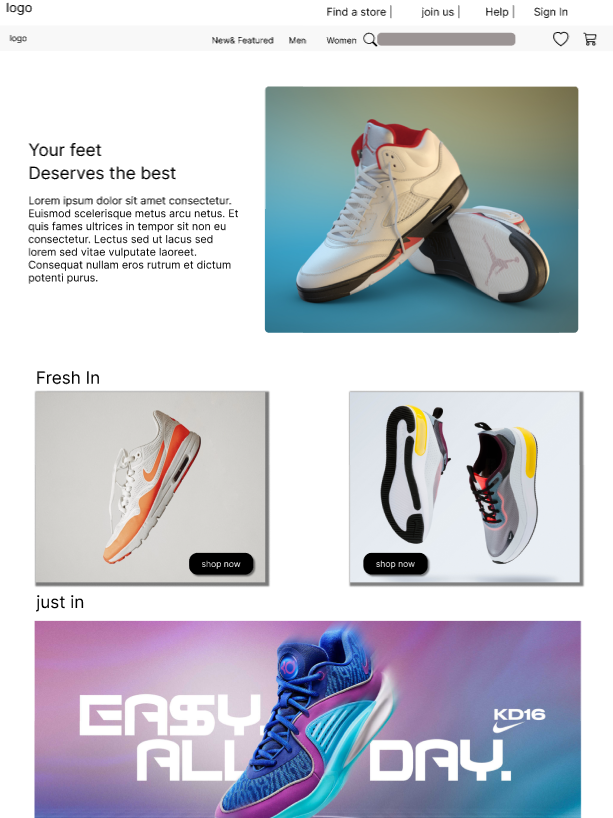 logo
Find a store | join us | Help | Sign In
logo
New& Featured Men Women
Your feet
Deserves the best
Lorem ipsum dolor sit amet consectetur.
Euismod scelerisque metus arcu netus. Et
quis fames ultrices in tempor sit non eu
consectetur. Lectus sed ut lacus sed
lorem sed vitae vulputate laoreet.
Consequat nullam eros rutrum et dictum
potenti purus.
Fresh In
shop now
shop now
just in
EASY.
ALL DAY.
KD16